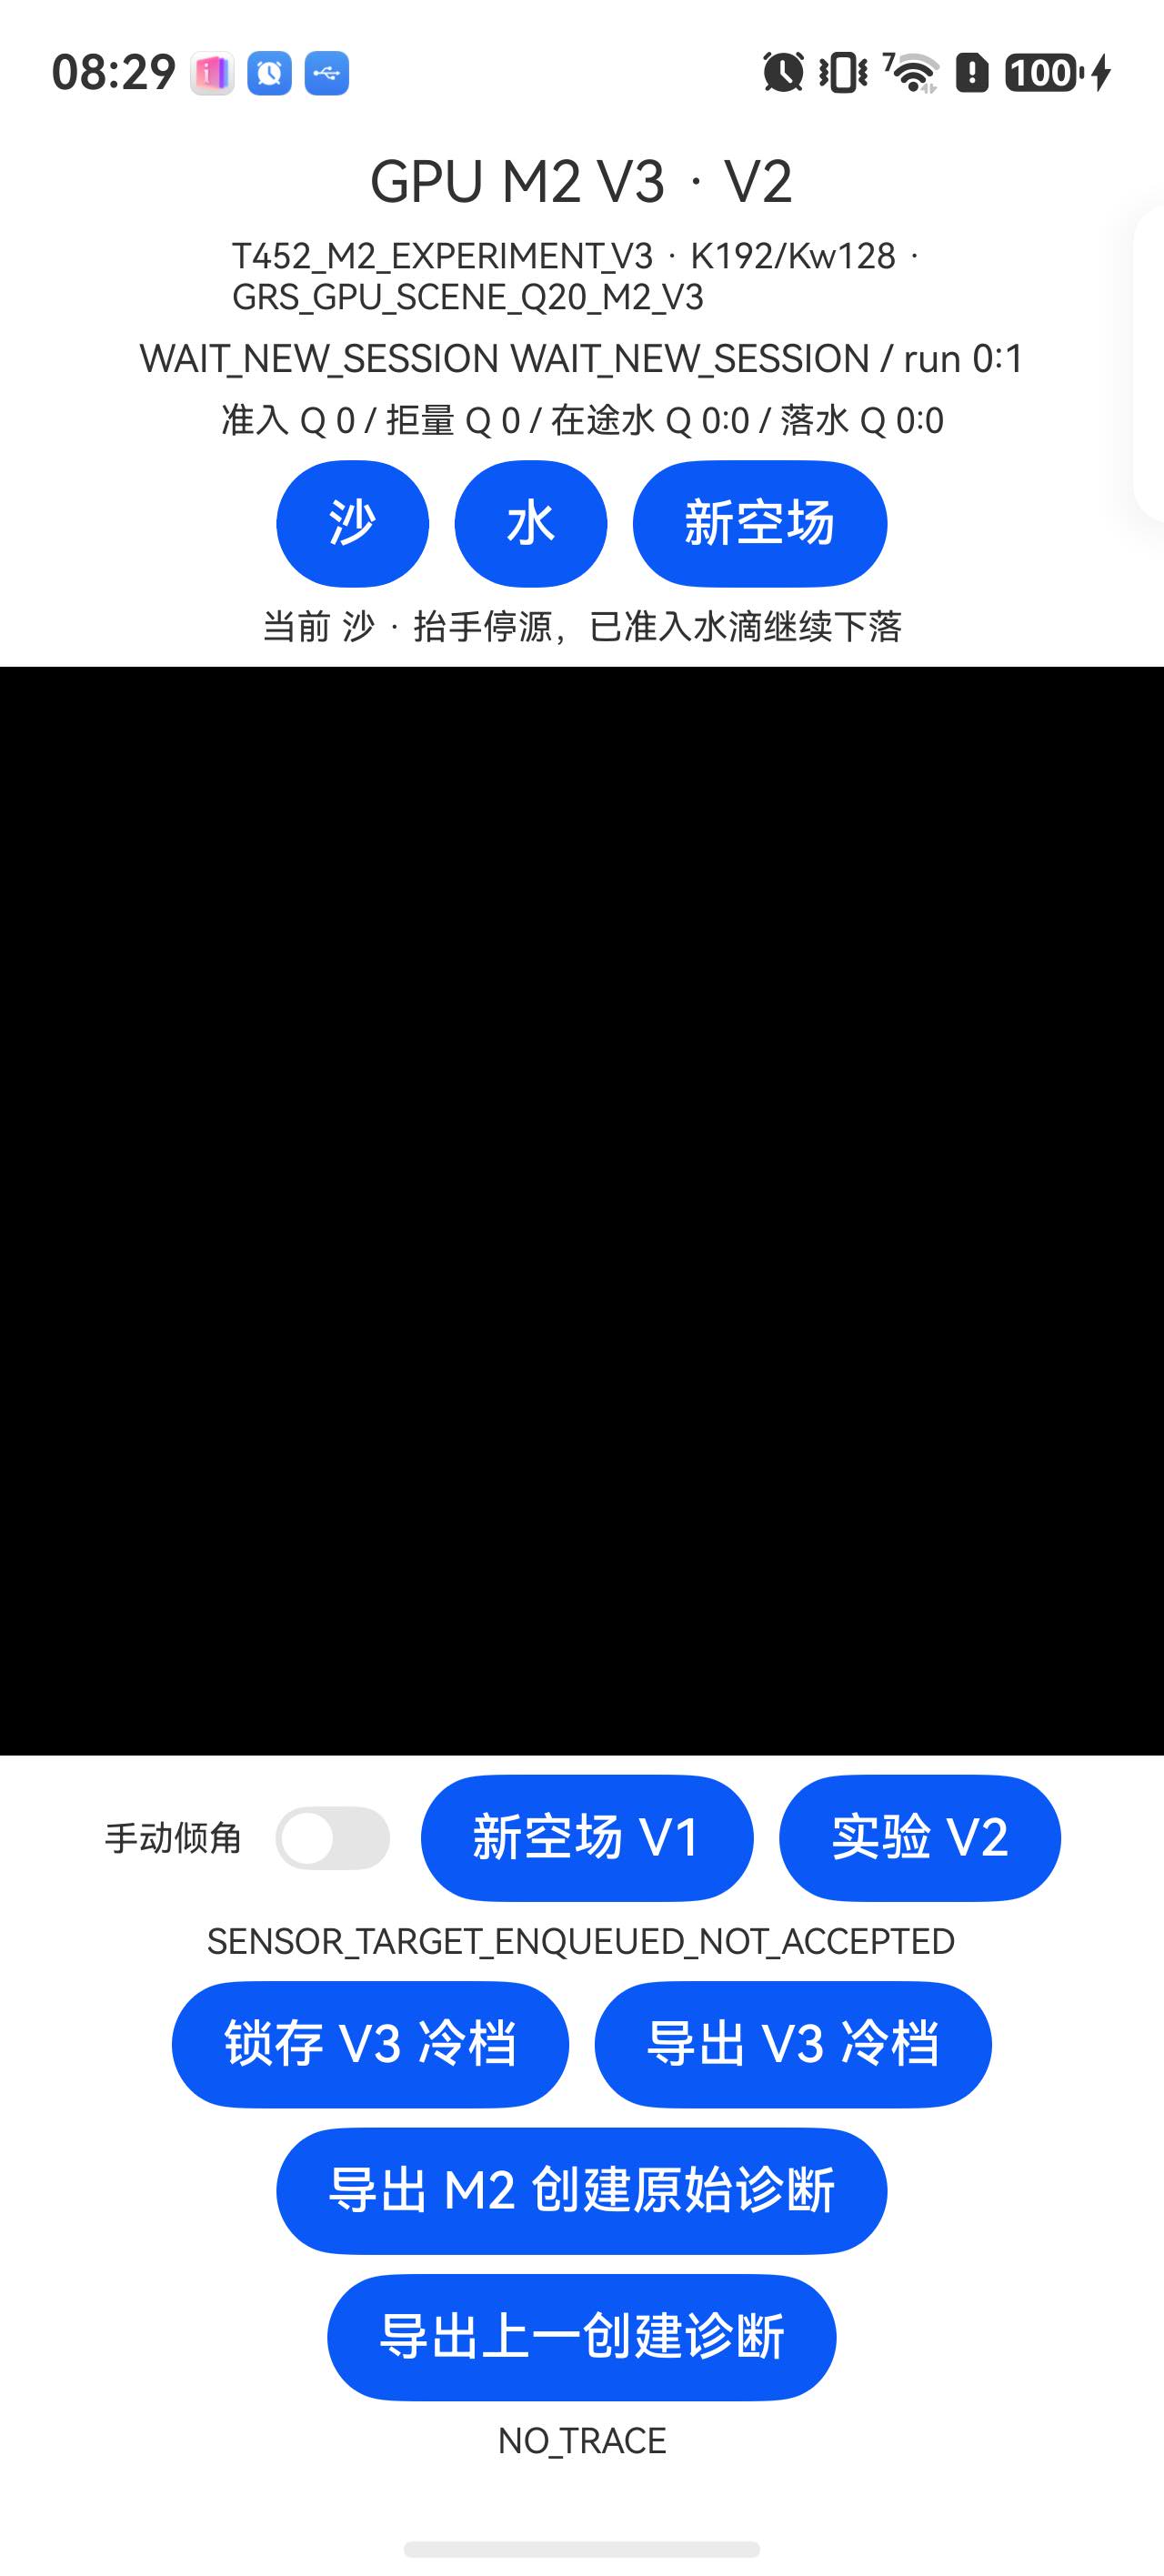 08:29
7
100
GPU M2 V3 · V2
T452_M2_EXPERIMENT_V3 · K192/Kw128 ·
GRS_GPU_SCENE_Q20_M2_V3
WAIT_NEW_SESSION WAIT_NEW_SESSION / run 0:1
准入 Q 0 / 拒量 Q 0 / 在途水 Q 0:0 / 落水 Q 0:0
沙 水 新空场
当前 沙 · 抬手停源，已准入水滴继续下落
手动倾角 新空场 V1 实验 V2
SENSOR_TARGET_ENQUEUED_NOT_ACCEPTED
锁存 V3 冷档 导出 V3 冷档
导出 M2 创建原始诊断
导出上一创建诊断
NO_TRACE